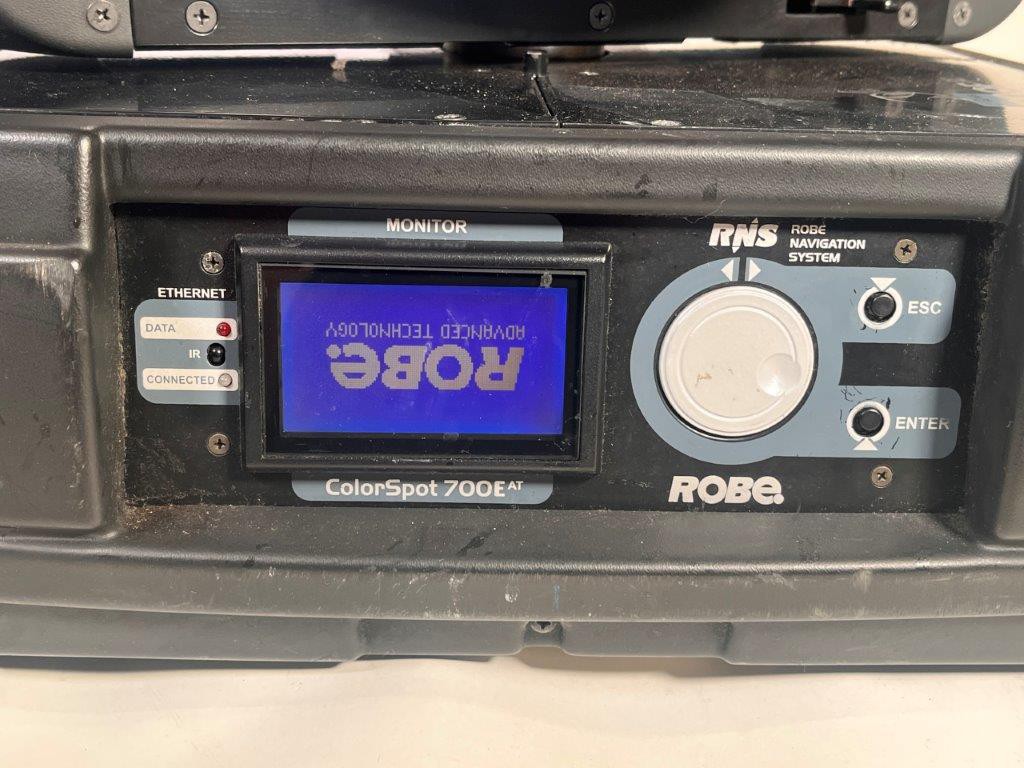 MONITOR
RNS ROBE
NAVIGATION
SYSTEM
ETHERNET
DATA
IR
CONNECTED
ROBE.
ADVANCED TECHNOLOGY
ESC
ENTER
ColorSpot 700E AT
ROBE.